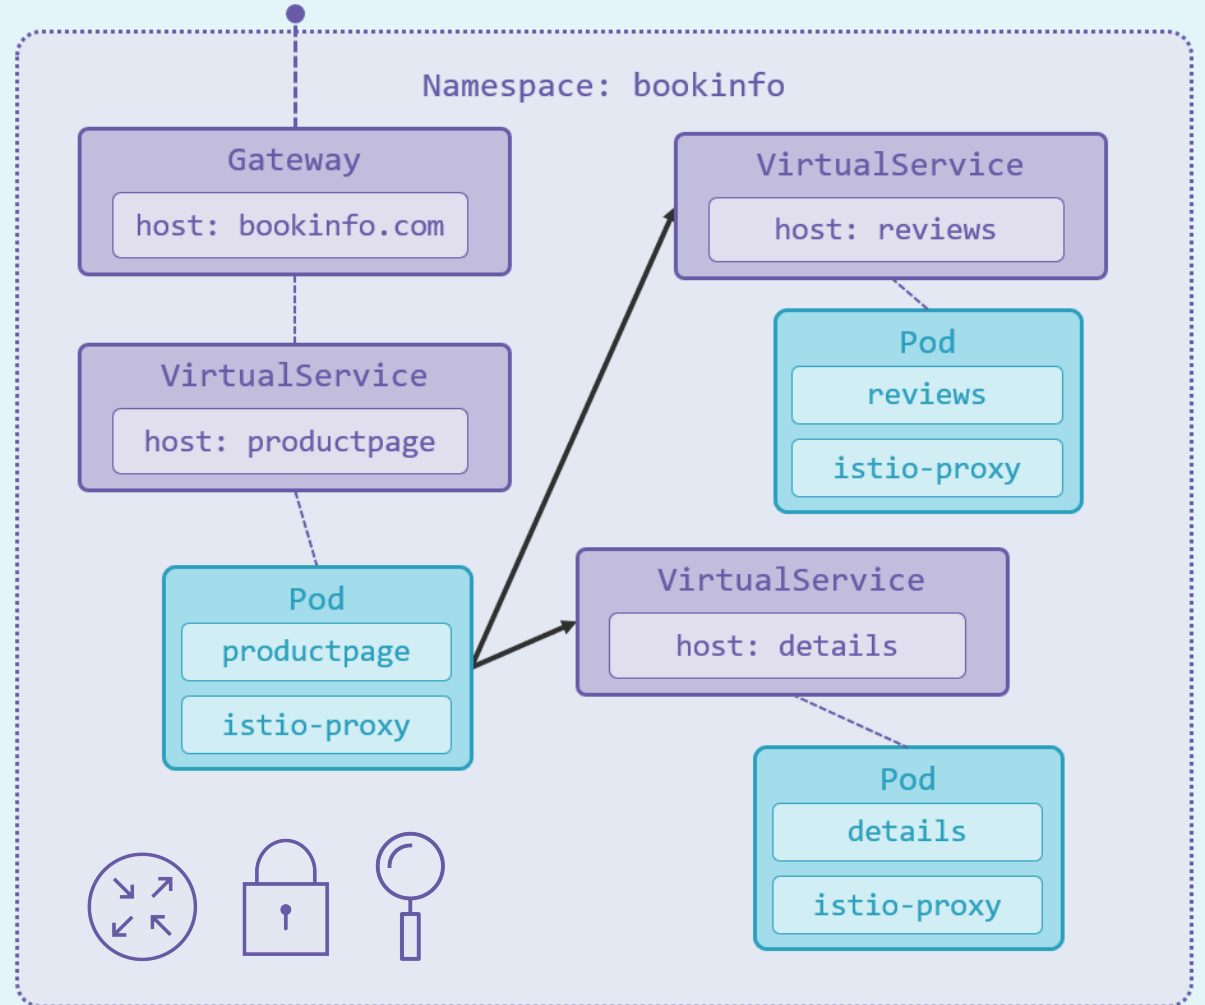 Namespace: bookinfo
Gateway
host: bookinfo.com
VirtualService
host: productpage
Pod
productpage
istio-proxy
VirtualService
host: reviews
Pod
reviews
istio-proxy
VirtualService
host: details
Pod
details
istio-proxy